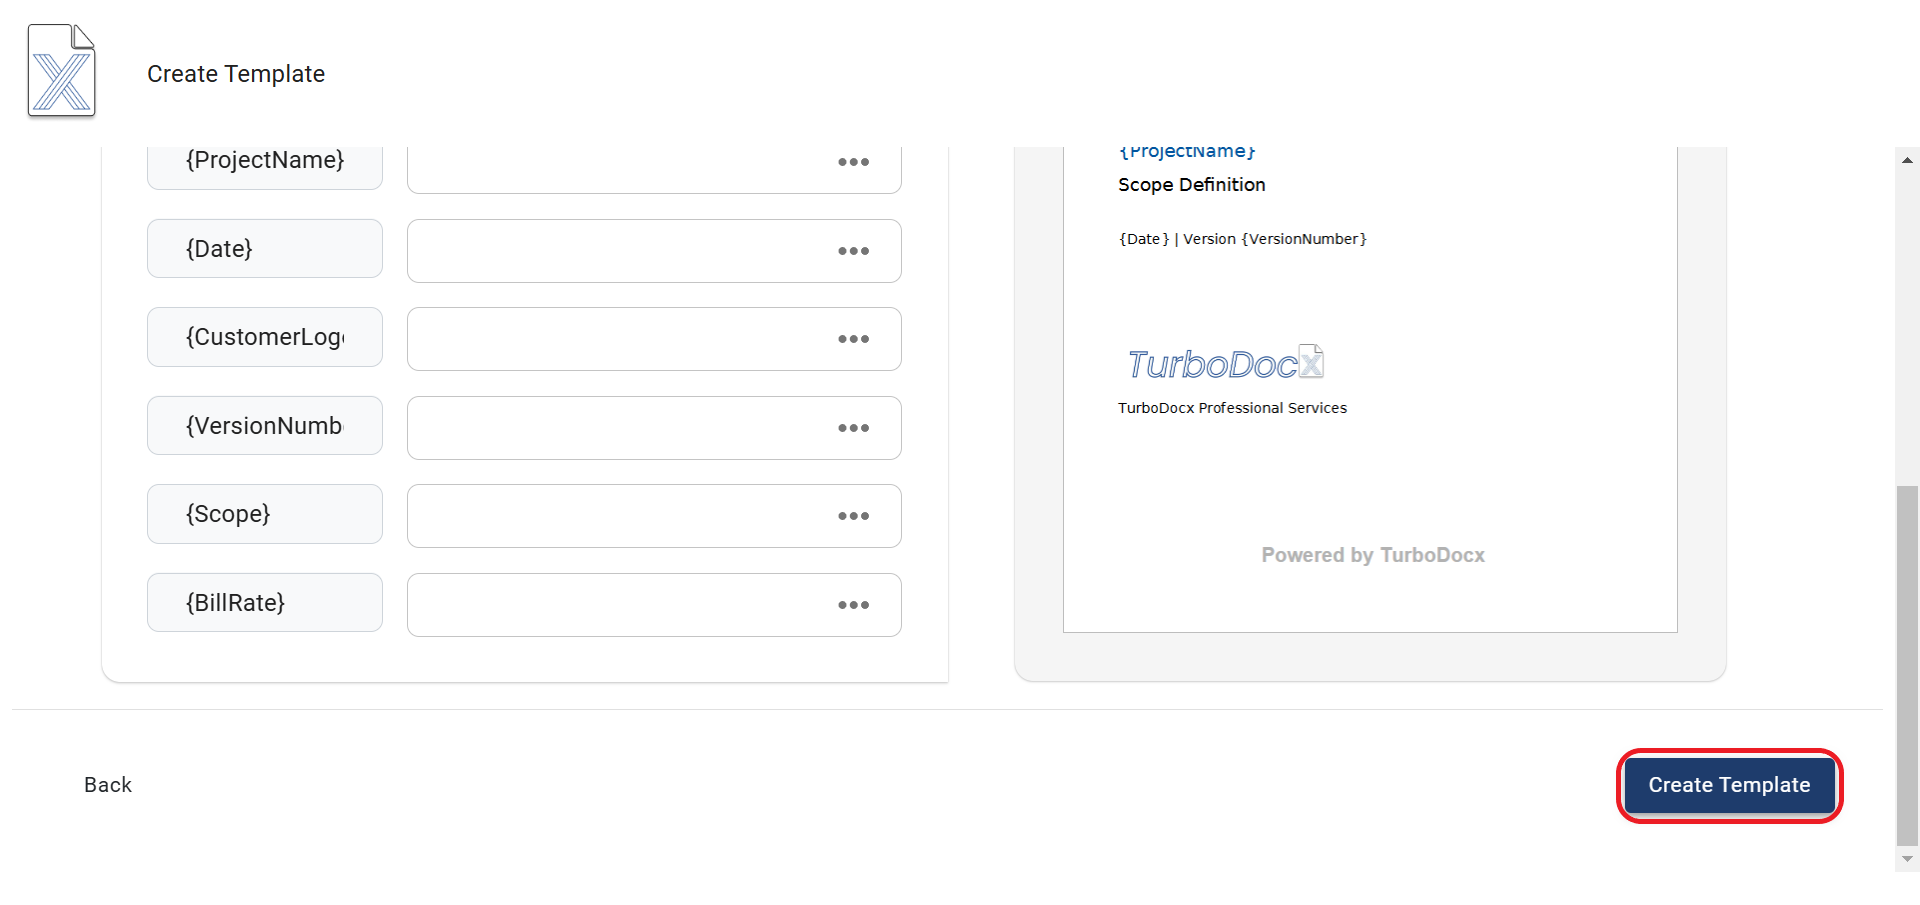 Create Template
{ProjectName}
{Date}
{CustomerLog
{VersionNumb
{Scope}
{BillRate}
{ProjectName}
Scope Definition
{Date} | Version {VersionNumber}
TurboDocX
TurboDocx Professional Services
Powered by TurboDocx
Back
Create Template